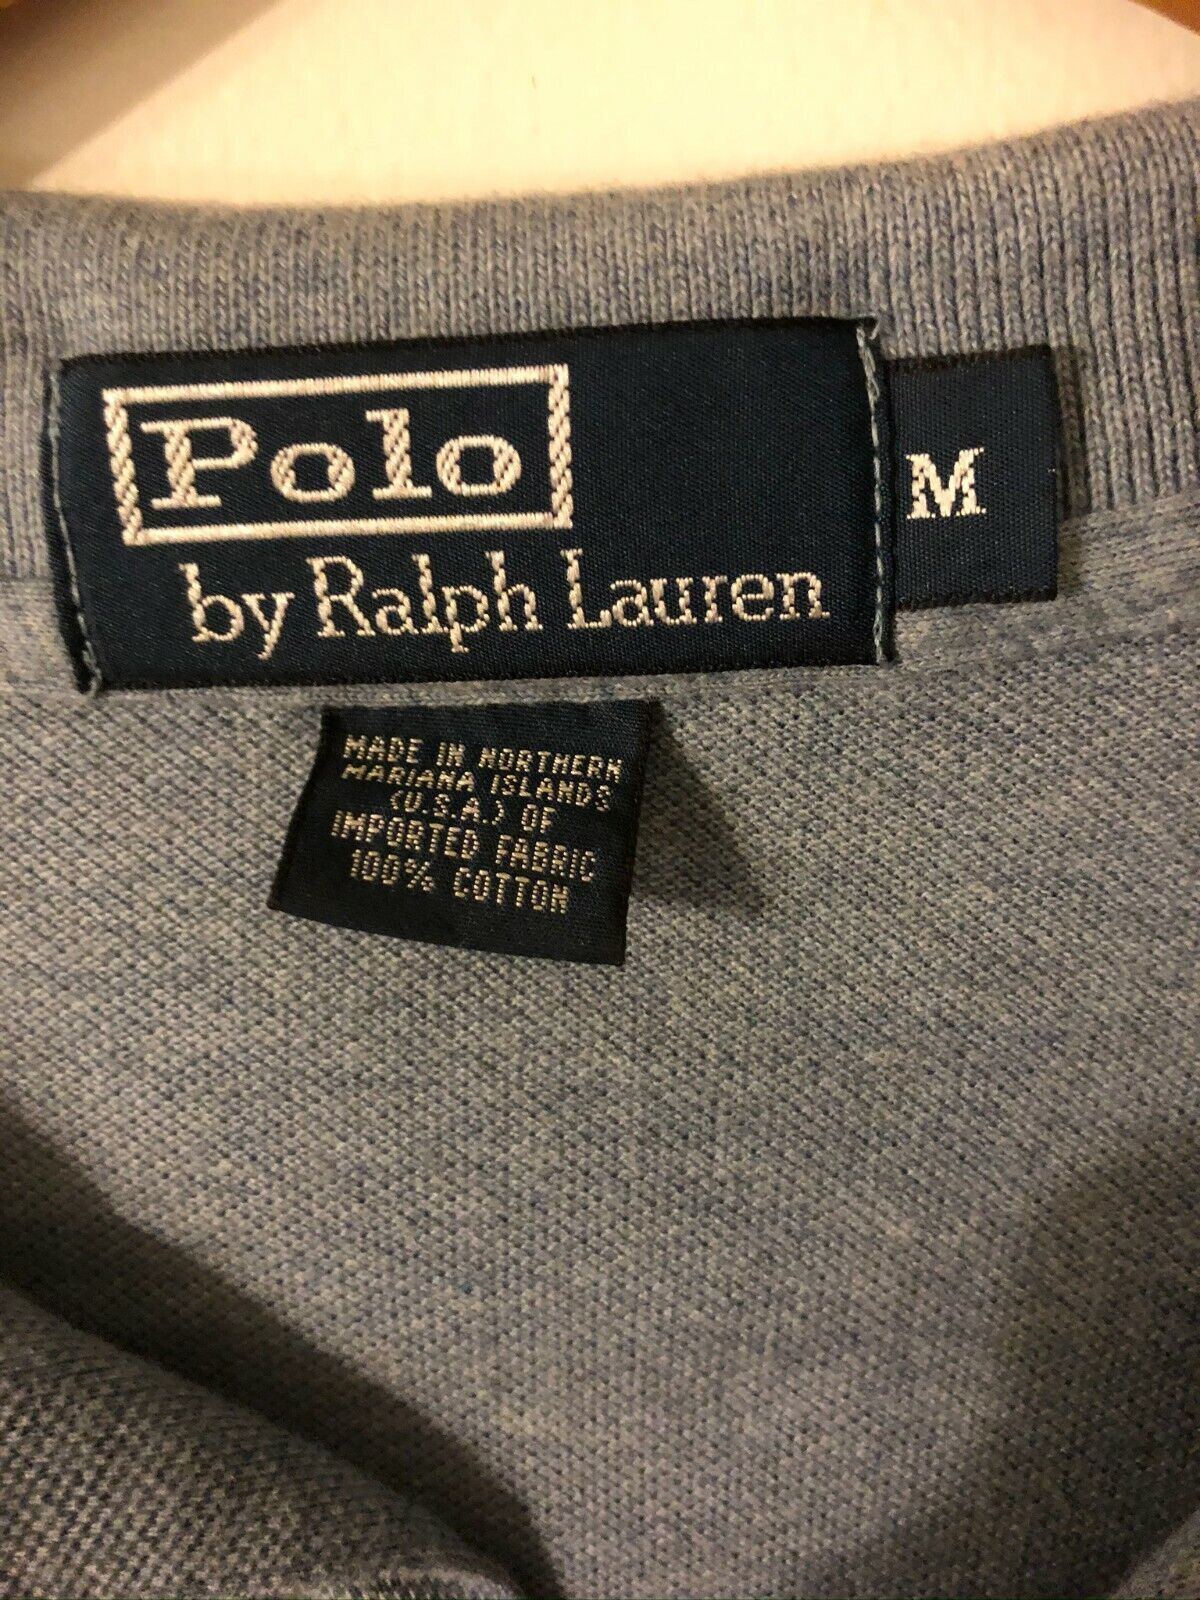 Polo
by Ralph Lauren
M
MADE IN NORTHERN
MARIANA ISLANDS
(U.S.A.) OF
IMPORTED FABRIC
100% COTTON